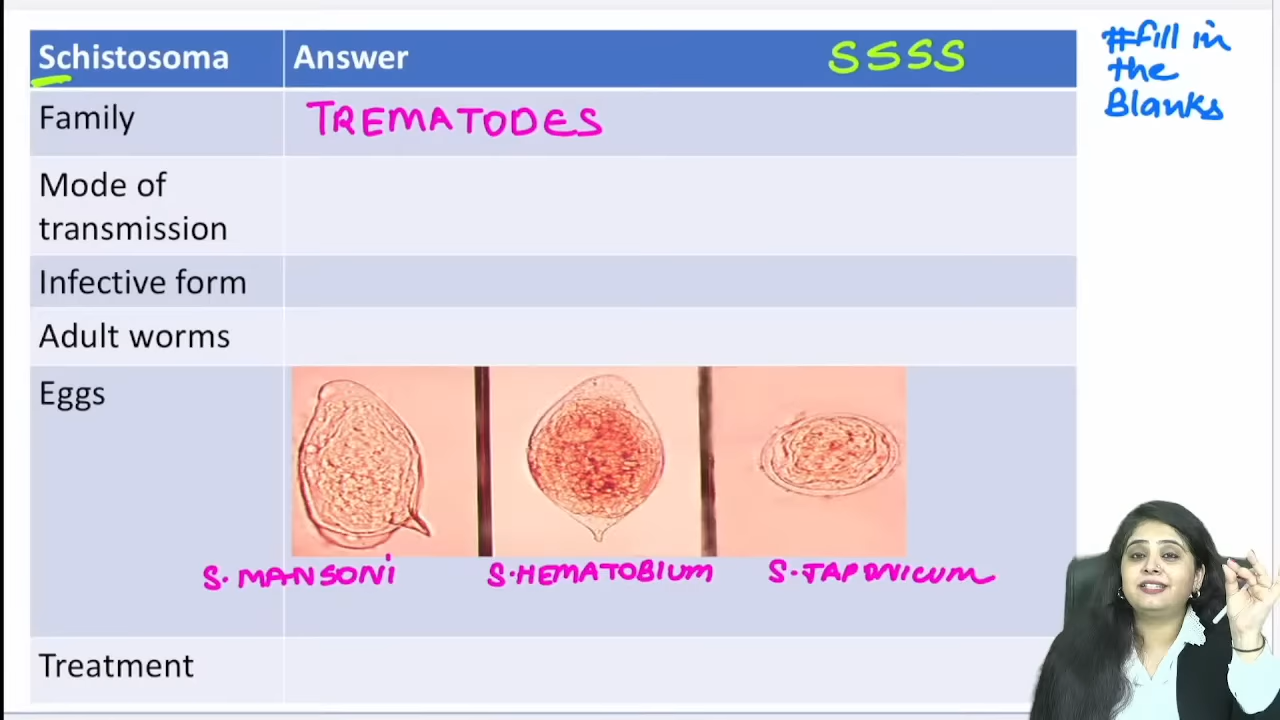 Schistosoma Answer SSSS
#Fill in
the
Blanks
Family TREMATODES
Mode of
transmission
Infective form
Adult worms
Eggs
S. MANSONI S. HEMATOBIUM S. JAPONICUM
Treatment